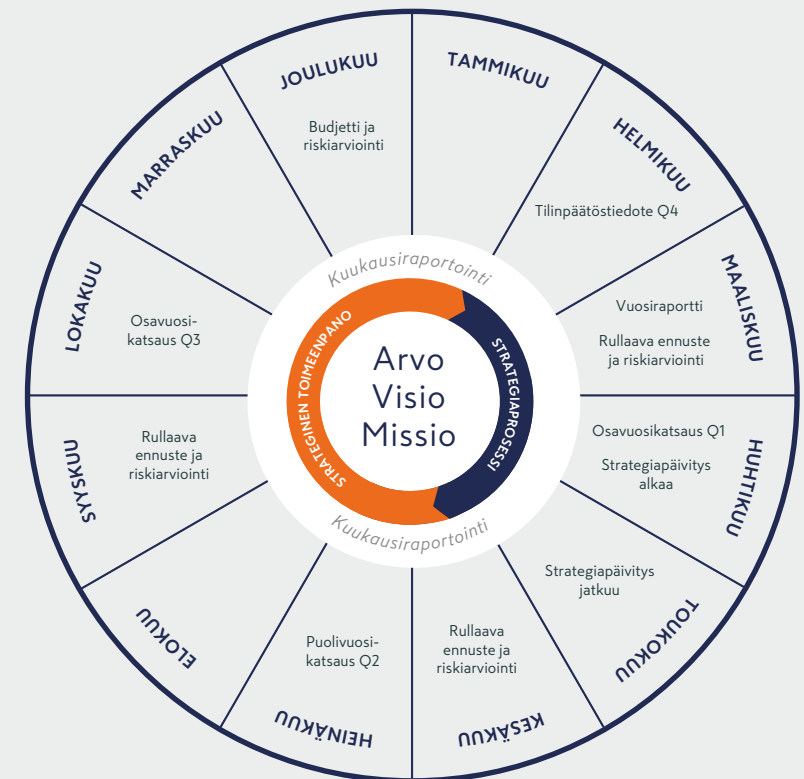 TAMMIKUU
HELMIKUU
Tilinpäätöstiedote Q4
MAALISKUU
Vuosiraportti
Rullaava ennuste
ja riskiarviointi
HUHTIKUU
Osavuosikatsaus Q1
Strategiapäivitys
alkaa
TOUKOKUU
Strategiapäivitys
jatkuu
KESÄKUU
Rullaava
ennuste ja
riskiarviointi
HEINÄKUU
Puolivuosi-
katsaus Q2
ELOKUU
SYYSKUU
Rullaava
ennuste ja
riskiarviointi
LOKAKUU
Osavuosi-
katsaus Q3
MARRASKUU
JOULUKUU
Budjetti ja
riskiarviointi
Kuukausiraportointi
STRATEGINEN TOIMEENPANO
STRATEGIAPROSESSI
Arvo
Visio
Missio
Kuukausiraportointi